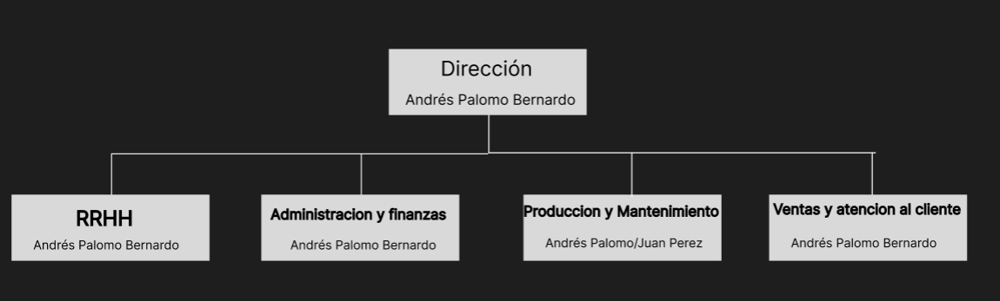 Dirección
Andrés Palomo Bernardo
RRHH
Andrés Palomo Bernardo
Administracion y finanzas
Andrés Palomo Bernardo
Produccion y Mantenimiento
Andrés Palomo/Juan Perez
Ventas y atencion al cliente
Andrés Palomo Bernardo